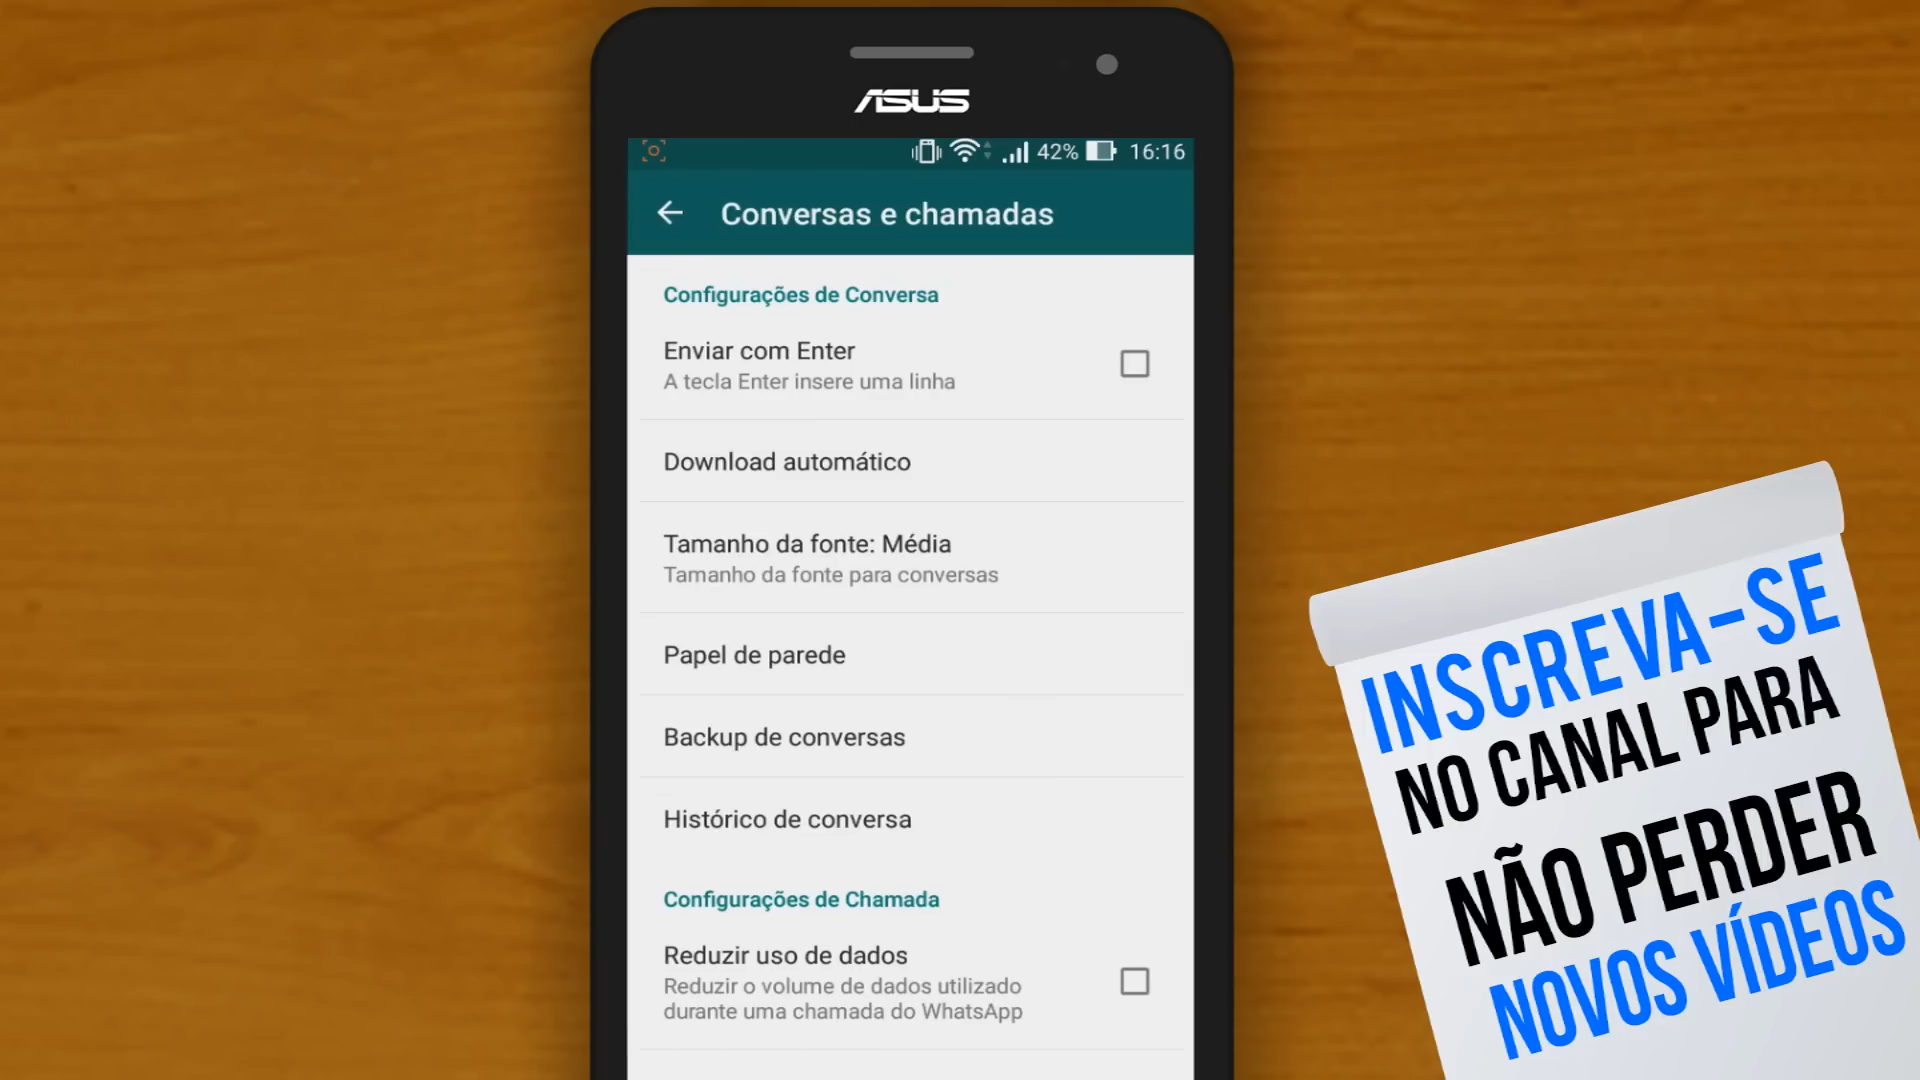 ASUS
42% 16:16
Conversas e chamadas
Configurações de Conversa
Enviar com Enter
A tecla Enter insere uma linha
Download automático
Tamanho da fonte: Média
Tamanho da fonte para conversas
Papel de parede
Backup de conversas
Histórico de conversa
Configurações de Chamada
Reduzir uso de dados
Reduzir o volume de dados utilizado
durante uma chamada do WhatsApp
INSCREVA-SE
NO CANAL PARA
NÃO PERDER
NOVOS VÍDEOS